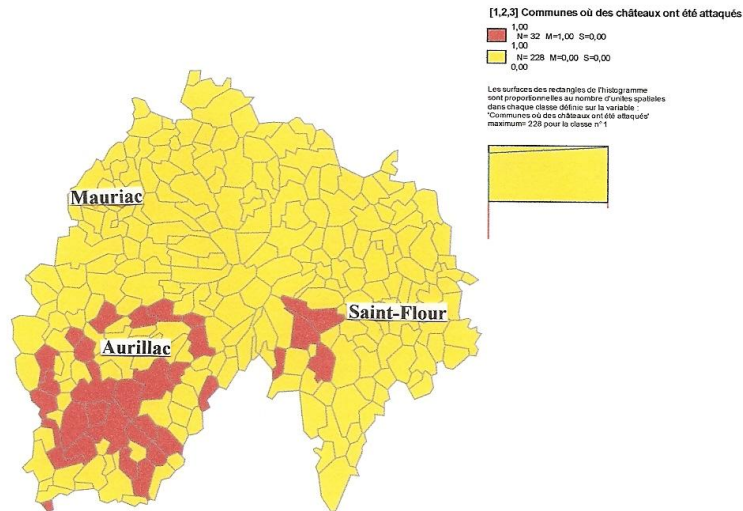 [1,2,3] Communes où des châteaux ont été attaqués
1,00
N= 32 M=1,00 S=0,00
1,00
N= 228 M=0,00 S=0,00
0,00
Les surfaces des rectangles de l'histogramme
sont proportionnelles au nombre d'unites spatiales
dans chaque classe définie sur la variable :
'Communes où des châteaux ont été attaqués'
maximum= 228 pour la classe n° 1
Mauriac
Saint-Flour
Aurillac